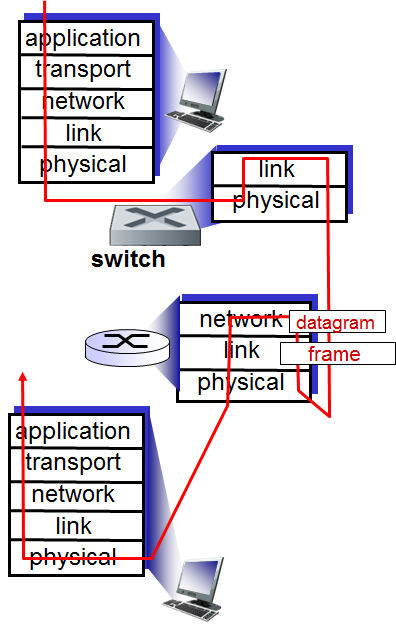 application
transport
network
link
physical
link
physical
switch
network
datagram
link
frame
physical
application
transport
network
link
physical